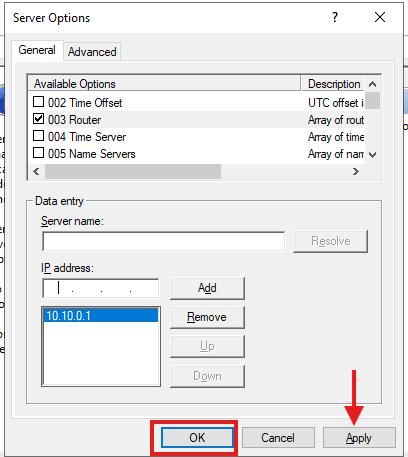 Server Options
General Advanced
Available Options Description
002 Time Offset UTC offset i
003 Router Array of rout
004 Time Server Array of time
005 Name Servers Array of nam
Data entry
Server name:
Resolve
IP address:
. . . Add
10.10.0.1 Remove
Up
Down
OK Cancel Apply